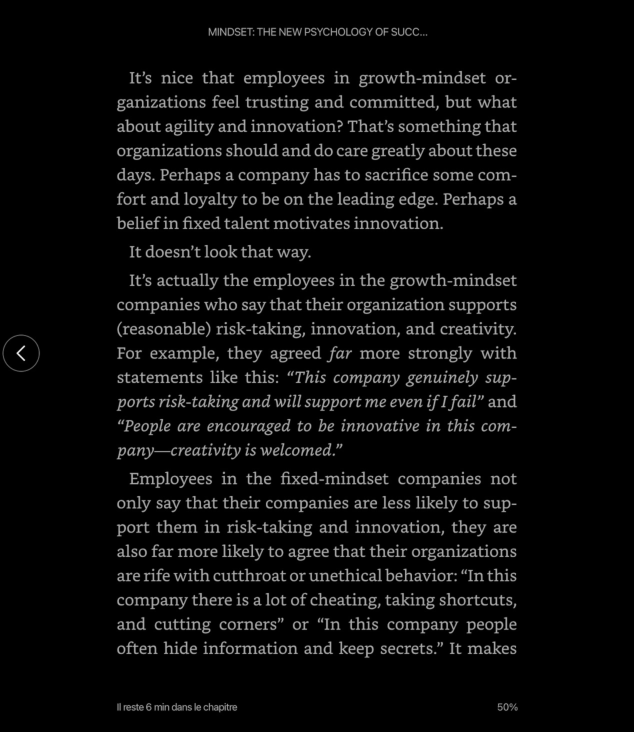 MINDSET: THE NEW PSYCHOLOGY OF SUCC...
It's nice that employees in growth-mindset or-
ganizations feel trusting and committed, but what
about agility and innovation? That's something that
organizations should and do care greatly about these
days. Perhaps a company has to sacrifice some com-
fort and loyalty to be on the leading edge. Perhaps a
belief in fixed talent motivates innovation.
It doesn't look that way.
It's actually the employees in the growth-mindset
companies who say that their organization supports
(reasonable) risk-taking, innovation, and creativity.
For example, they agreed far more strongly with
statements like this: “This company genuinely sup-
ports risk-taking and will support me even if I fail” and
“People are encouraged to be innovative in this com-
pany—creativity is welcomed.”
Employees in the fixed-mindset companies not
only say that their companies are less likely to sup-
port them in risk-taking and innovation, they are
also far more likely to agree that their organizations
are rife with cutthroat or unethical behavior: “In this
company there is a lot of cheating, taking shortcuts,
and cutting corners” or “In this company people
often hide information and keep secrets.” It makes
Il reste 6 min dans le chapitre
50%